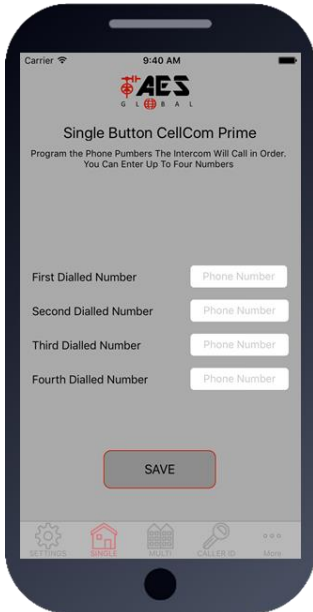 Carrier 9:40 AM
AES
GLOBAL
Single Button CellCom Prime
Program the Phone Pumbers The Intercom Will Call in Order.
You Can Enter Up To Four Numbers
First Dialled Number Phone Number
Second Dialled Number Phone Number
Third Dialled Number Phone Number
Fourth Dialled Number Phone Number
SAVE
SETTINGS SINGLE MULTI CALLER ID More